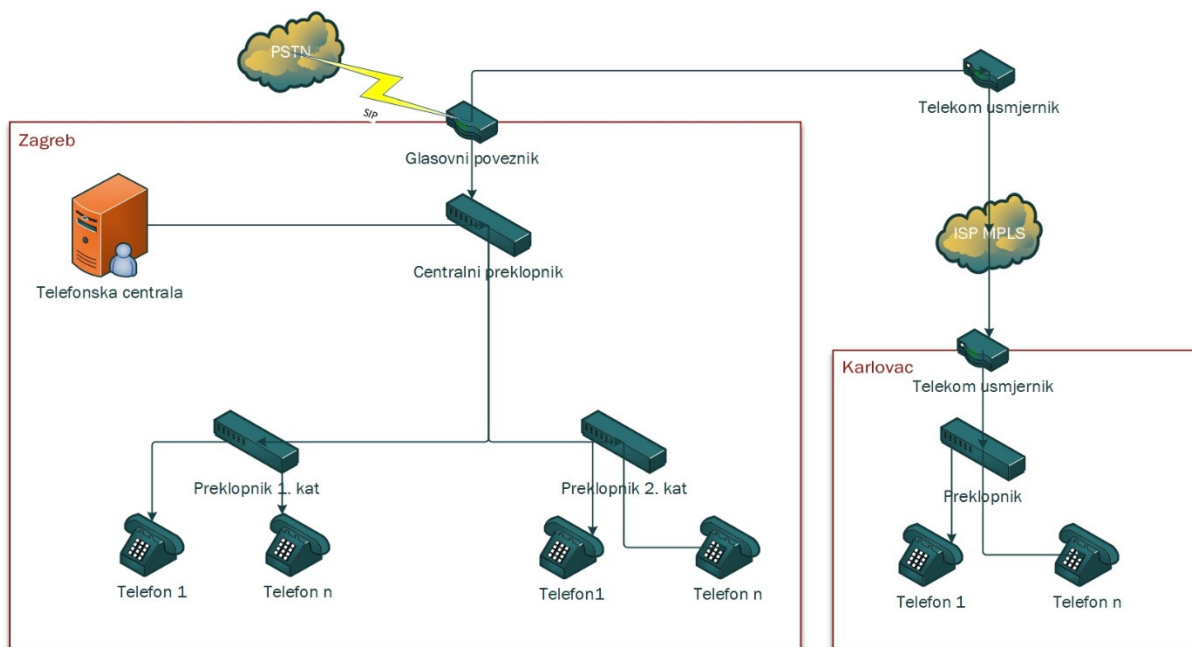 PSTN
SIP
Telekom usmjernik
Zagreb
Glasovni poveznik
Telefonska centrala
Centralni preklopnik
ISP MPLS
Karlovac
Telekom usmjernik
Preklopnik 1. kat
Preklopnik 2. kat
Preklopnik
Telefon 1
Telefon n
Telefon1
Telefon n
Telefon 1
Telefon n